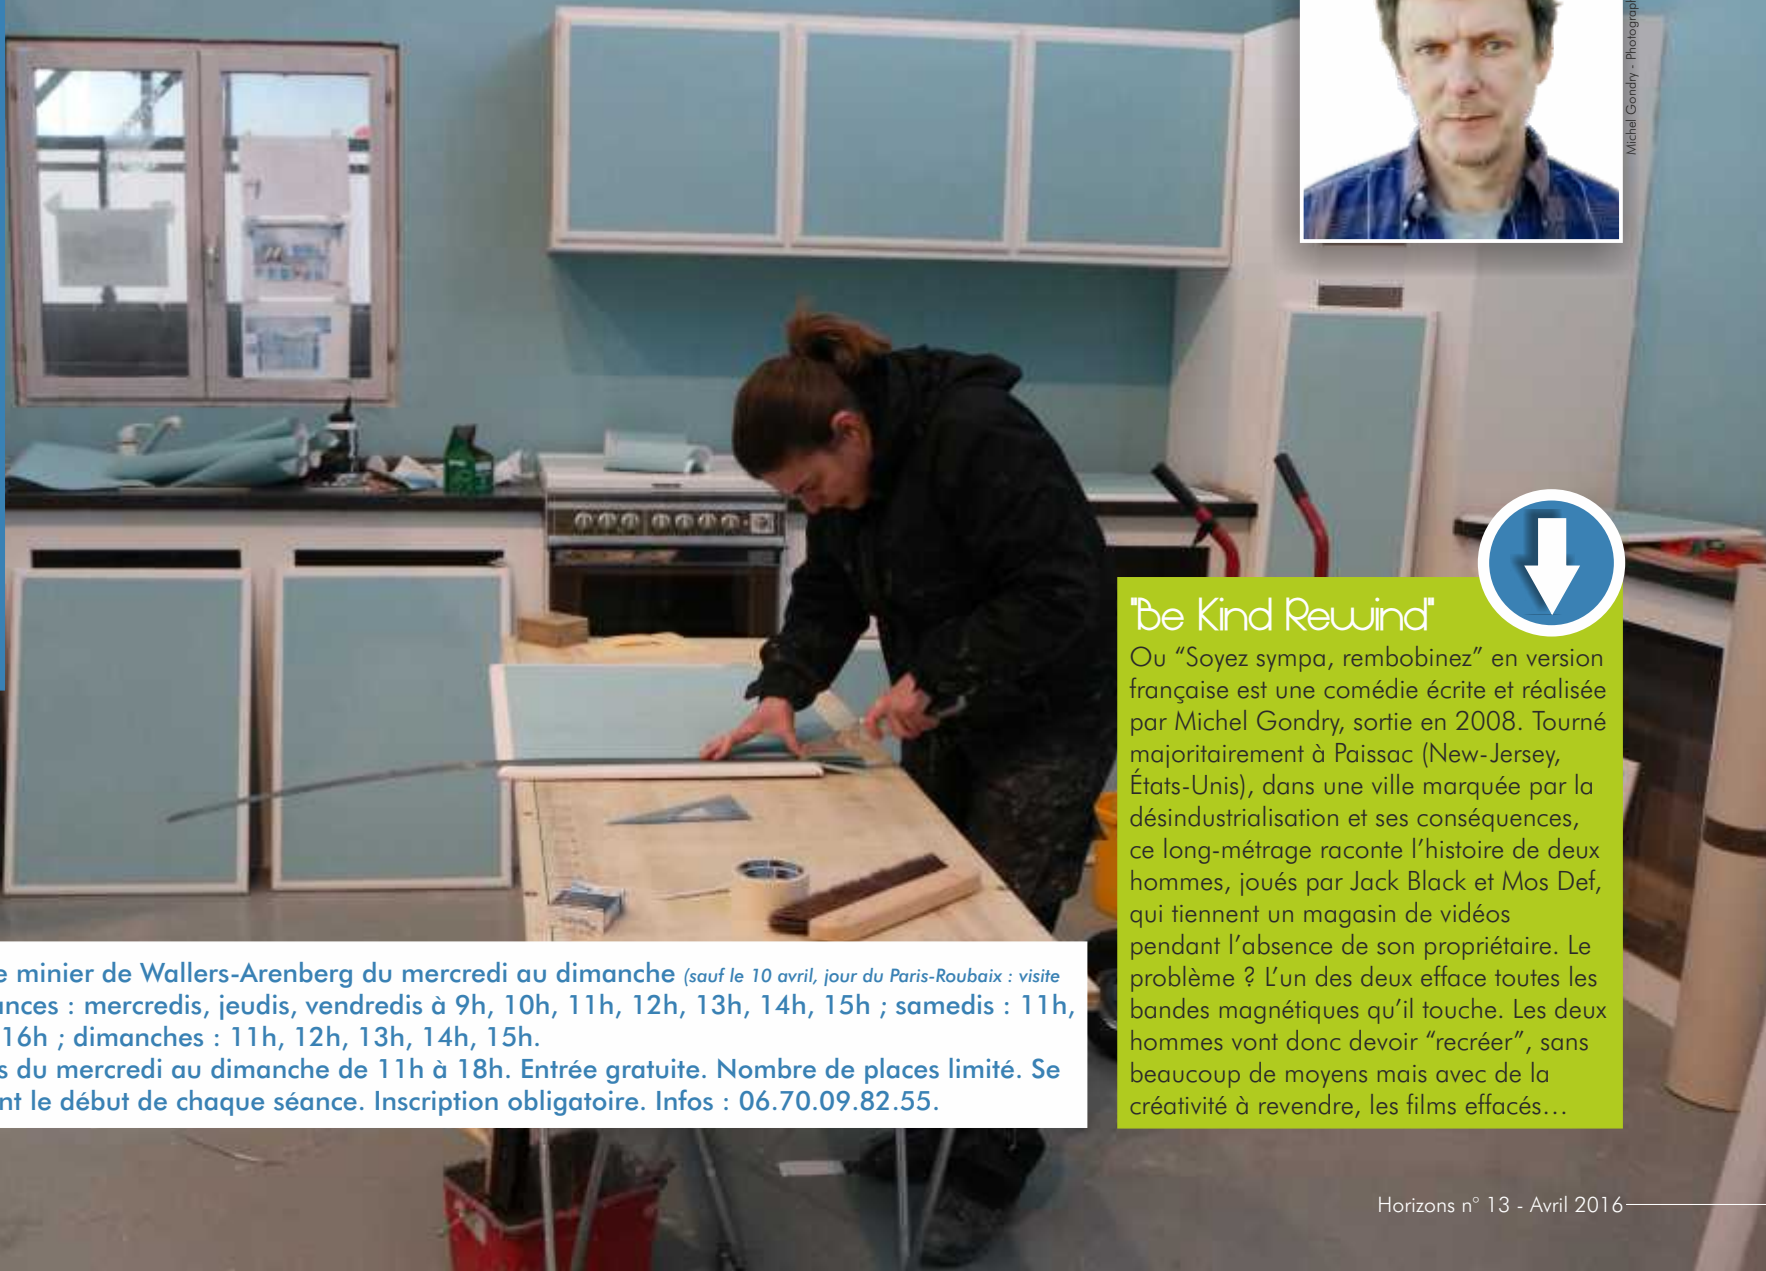 Michel Gondry - Photograph
"Be Kind Rewind"
Ou “Soyez sympa, rembobinez” en version
française est une comédie écrite et réalisée
par Michel Gondry, sortie en 2008. Tourné
majoritairement à Paissac (New-Jersey,
États-Unis), dans une ville marquée par la
désindustrialisation et ses conséquences,
ce long-métrage raconte l’histoire de deux
hommes, joués par Jack Black et Mos Def,
qui tiennent un magasin de vidéos
pendant l’absence de son propriétaire. Le
problème ? L’un des deux efface toutes les
bandes magnétiques qu’il touche. Les deux
hommes vont donc devoir “recréer”, sans
beaucoup de moyens mais avec de la
créativité à revendre, les films effacés…
e minier de Wallers-Arenberg du mercredi au dimanche (sauf le 10 avril, jour du Paris-Roubaix : visite
ances : mercredis, jeudis, vendredis à 9h, 10h, 11h, 12h, 13h, 14h, 15h ; samedis : 11h,
16h ; dimanches : 11h, 12h, 13h, 14h, 15h.
s du mercredi au dimanche de 11h à 18h. Entrée gratuite. Nombre de places limité. Se
nt le début de chaque séance. Inscription obligatoire. Infos : 06.70.09.82.55.
Horizons n° 13 - Avril 2016